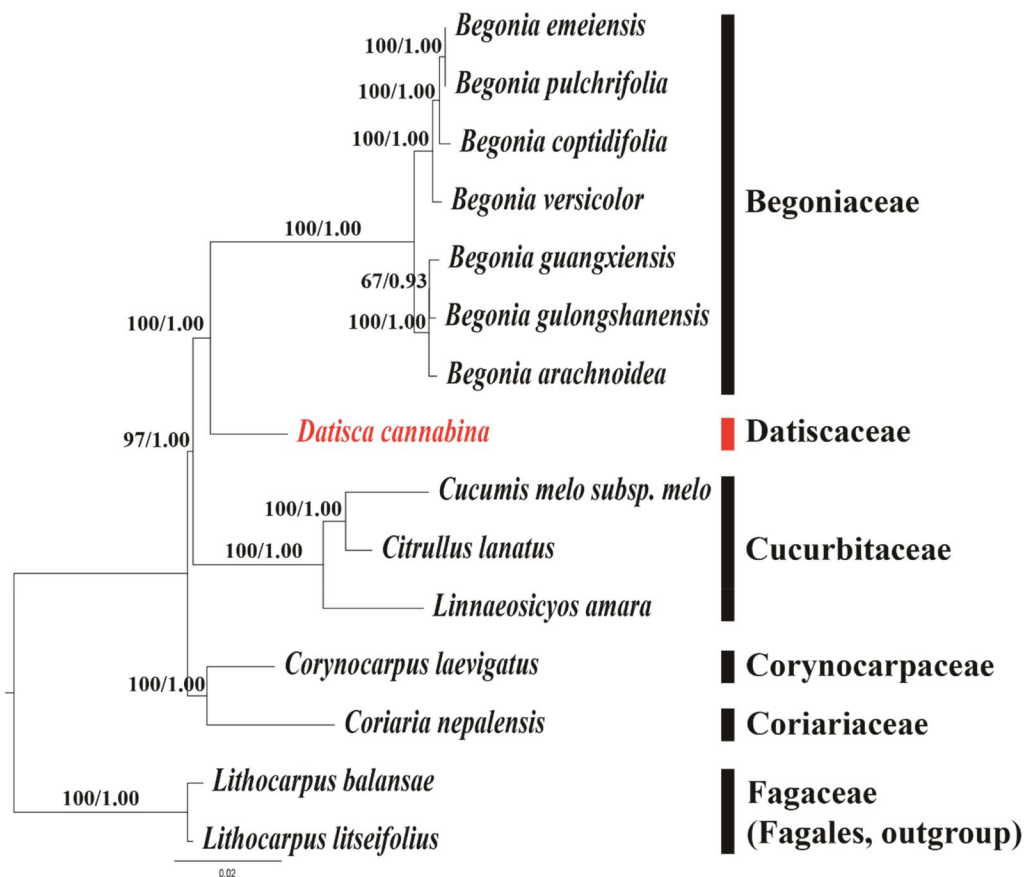 100/1.00
Begonia emeiensis
100/1.00
Begonia pulchrifolia
100/1.00
Begonia coptidifolia
Begonia versicolor
Begoniaceae
100/1.00
Begonia guangxiensis
67/0.93
Begonia gulongshanensis
100/1.00
100/1.00
Begonia arachnoidea
Datisca cannabina
Datiscaceae
97/1.00
Cucumis melo subsp. melo
100/1.00
Citrullus lanatus
100/1.00
Cucurbitaceae
Linnaeosicyos amara
Corynocarpus laevigatus
Corynocarpaceae
100/1.00
Coriaria nepalensis
Coriariaceae
Lithocarpus balansae
100/1.00
Fagaceae
(Fagales, outgroup)
Lithocarpus litseifolius
0.02